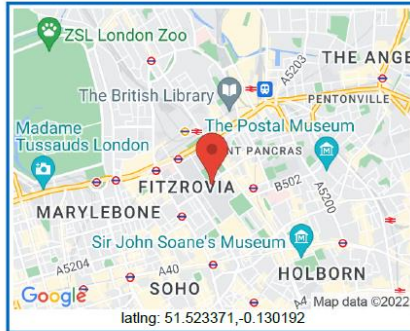 ZSL London Zoo
A5203
THE ANGE
The British Library
PENTONVILLE
Madame
Tussauds London
The Postal Museum
NT PANCRAS
FITZROVIA
B502
A5200
MARYLEBONE
Sir John Soane's Museum
A5204
A40
HOLBORN
SOHO
Google
Map data ©2022
latlng: 51.523371,-0.130192